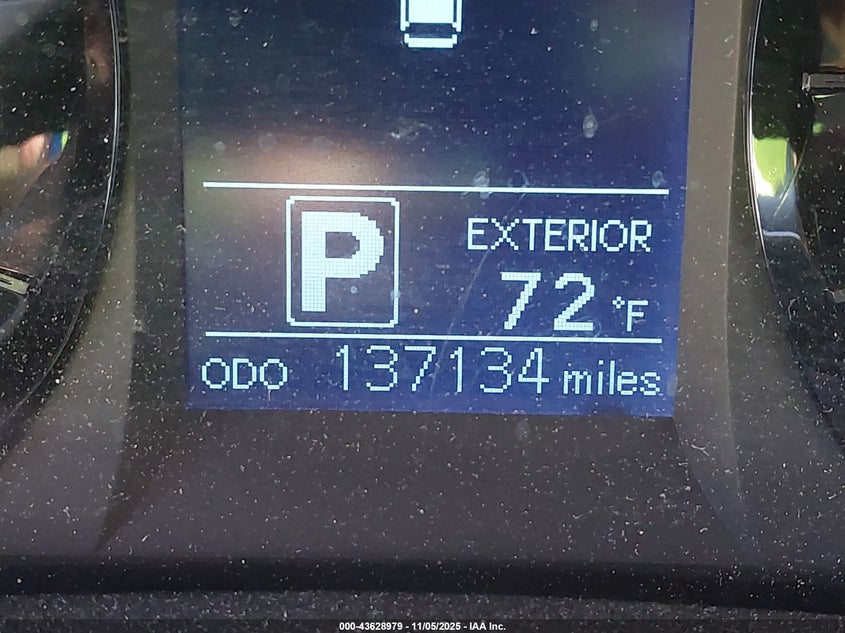 P
EXTERIOR
72 °F
ODO 137134 miles
000-43628979 - 11/05/2025 - IAA Inc.